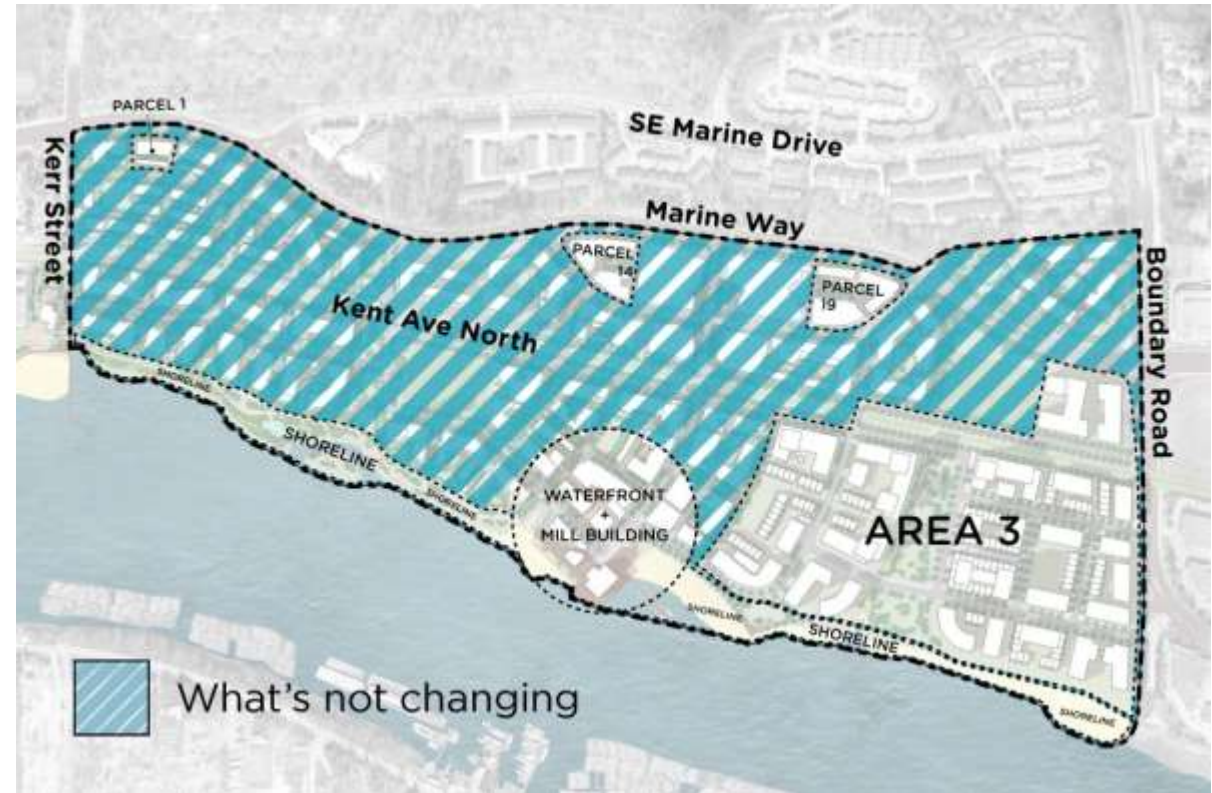 PARCEL 1
SE Marine Drive
Kerr Street
Marine Way
PARCEL
14
PARCEL
19
Boundary Road
Kent Ave North
SHORELINE
SHORELINE
SHORELINE
WATERFRONT
+
MILL BUILDING
AREA 3
SHORELINE
SHORELINE
SHORELINE
What's not changing